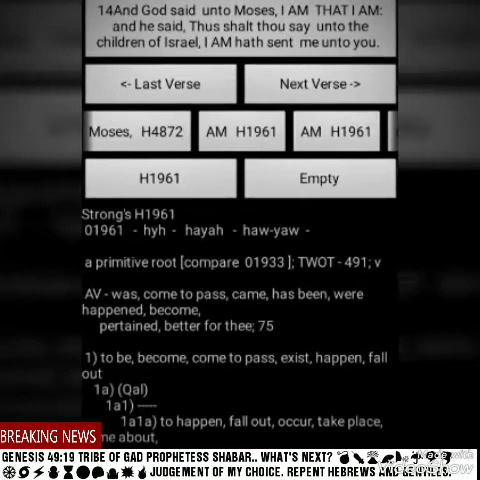 14And God said unto Moses, I AM THAT I AM:
and he said, Thus shalt thou say unto the
children of Israel, I AM hath sent me unto you.
<- Last Verse
Next Verse ->
Moses, H4872
AM H1961
AM H1961
H1961
Empty
Strong's H1961
01961 - hyh - hayah - haw-yaw -
a primitive root [compare 01933 ]; TWOT - 491; v
AV - was, come to pass, came, has been, were
happened, become,
pertained, better for thee; 75
1) to be, become, come to pass, exist, happen, fall
out
1a) (Qal)
1a1) -----
1a1a) to happen, fall out, occur, take place,
me about,
BREAKING NEWS
GENESIS 49:19 TRIBE OF GAD PROPHETESS SHABAR.. WHAT'S NEXT?
JUDGEMENT OF MY CHOICE. REPENT HEBREWS AND GENTILES.
Made with